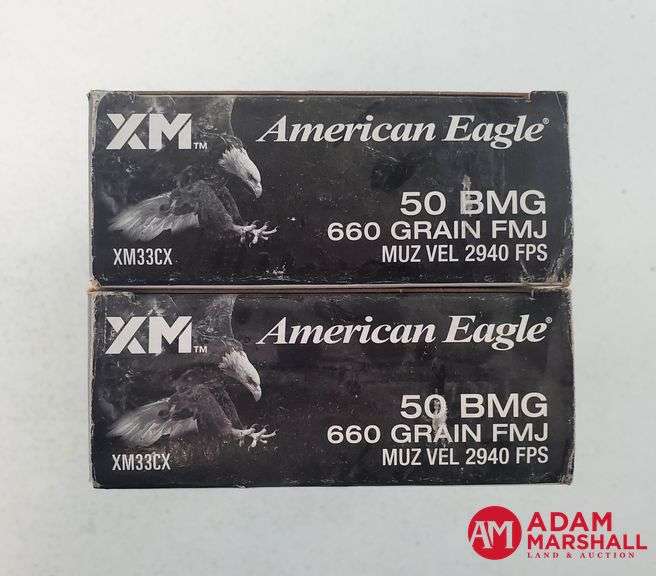 XM™ American Eagle®
50 BMG
660 GRAIN FMJ
XM33CX MUZ VEL 2940 FPS
XM™ American Eagle®
50 BMG
660 GRAIN FMJ
XM33CX MUZ VEL 2940 FPS
AM ADAM
MARSHALL
LAND & AUCTION